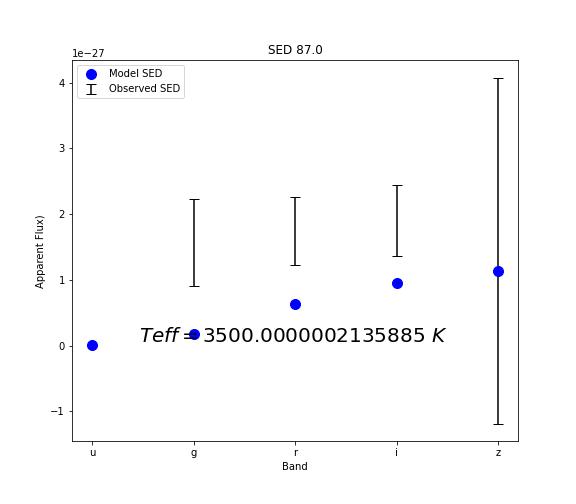 SED 87.0
1e−27
Model SED
Observed SED
4
3
2
1
0
−1
Apparent Flux)
Teff = 3500.0000002135885 K
u g r i z
Band